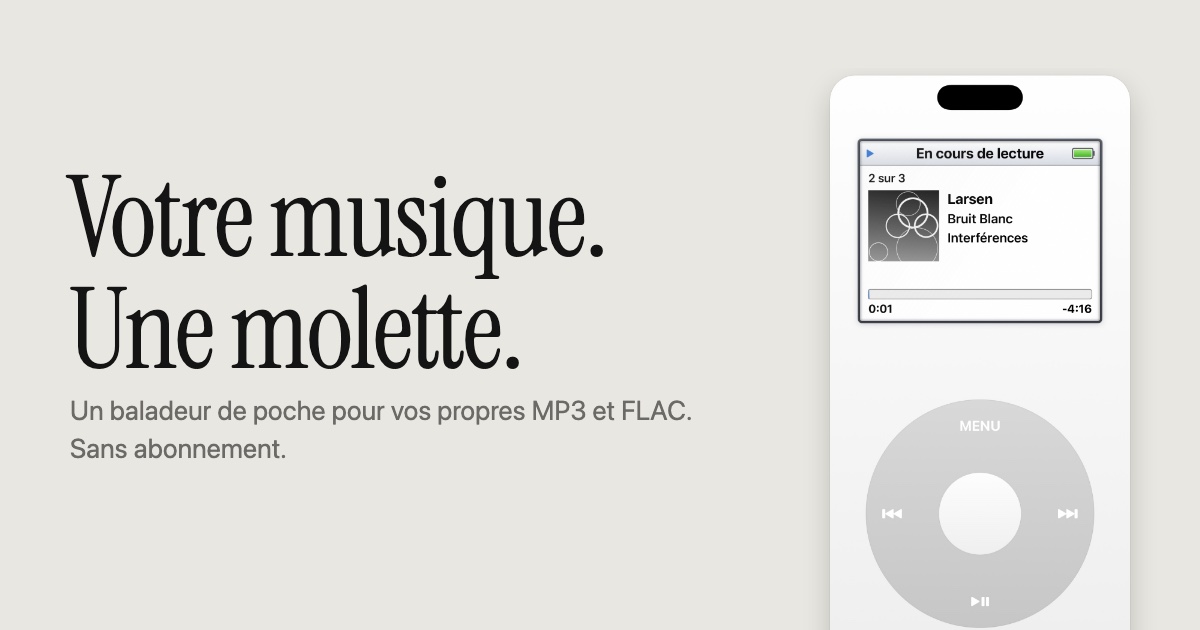 Votre musique.
Une molette.
Un baladeur de poche pour vos propres MP3 et FLAC.
Sans abonnement.
En cours de lecture
2 sur 3
Larsen
Bruit Blanc
Interférences
0:01
-4:16
MENU